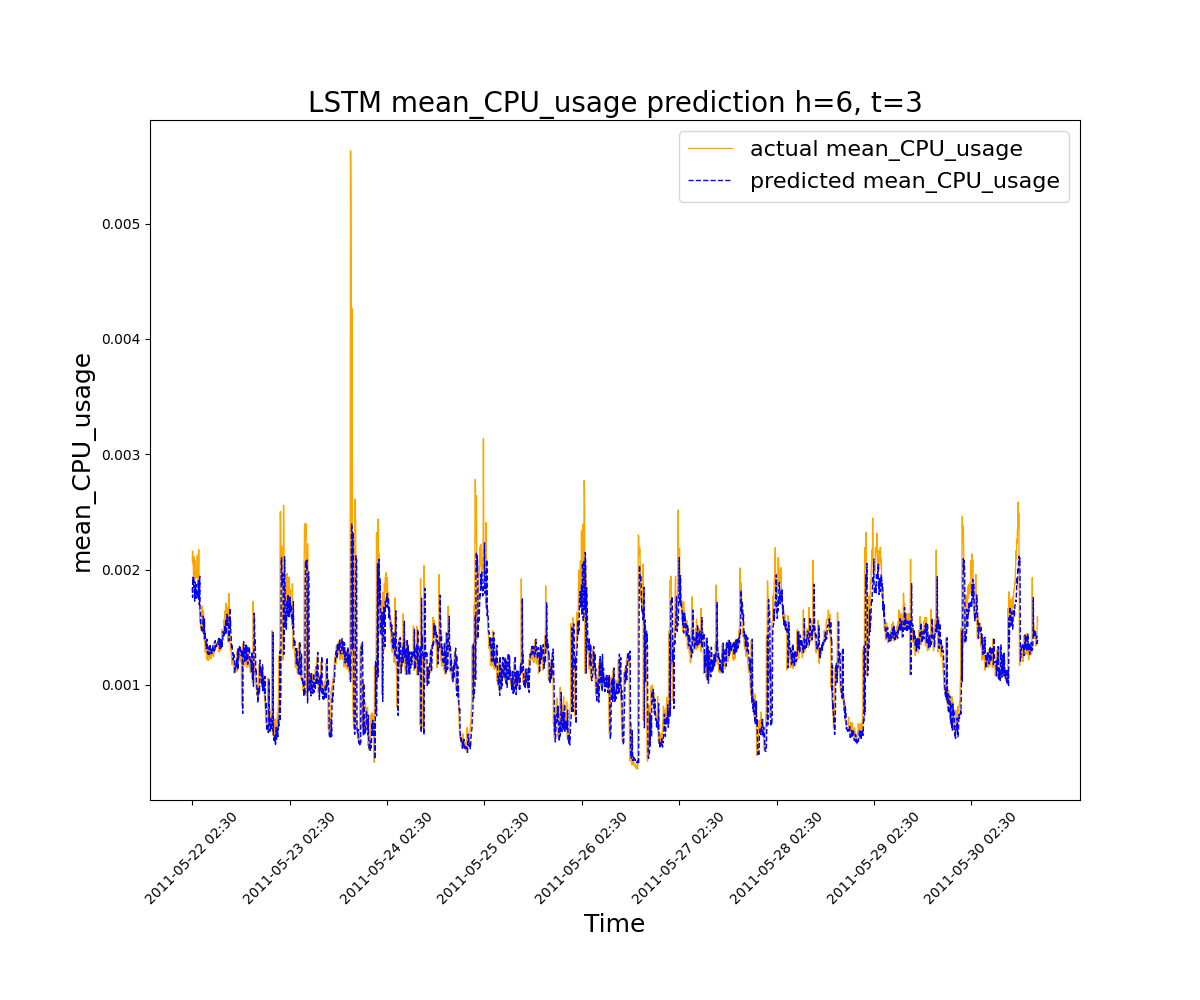 LSTM mean_CPU_usage prediction h=6, t=3
actual mean_CPU_usage
predicted mean_CPU_usage
0.005
0.004
0.003
0.002
0.001
mean_CPU_usage
2011-05-22 02:30
2011-05-23 02:30
2011-05-24 02:30
2011-05-25 02:30
2011-05-26 02:30
2011-05-27 02:30
2011-05-28 02:30
2011-05-29 02:30
2011-05-30 02:30
Time